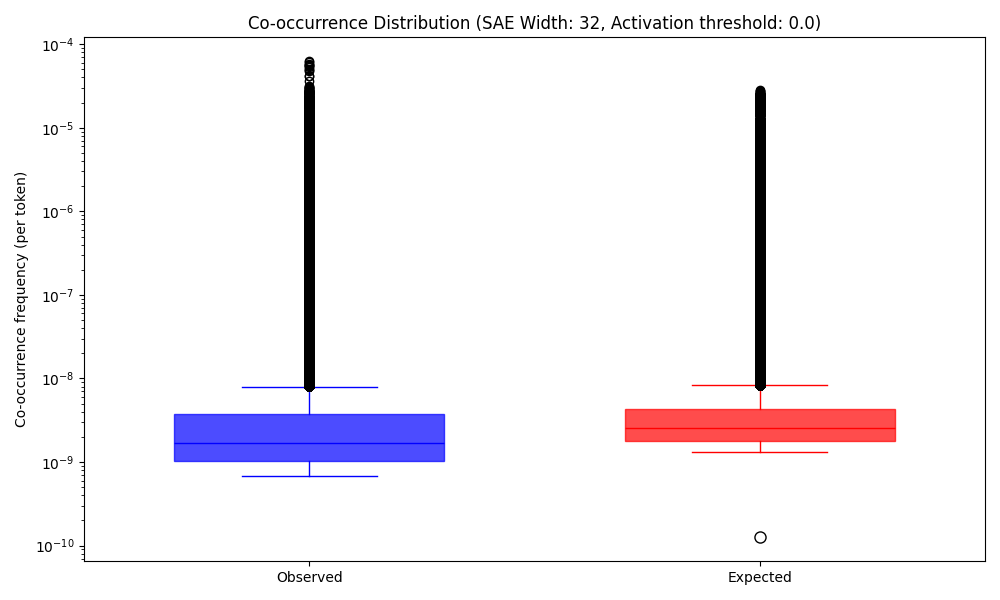 Co-occurrence Distribution (SAE Width: 32, Activation threshold: 0.0)
Co-occurrence frequency (per token)
10⁻⁴
10⁻⁵
10⁻⁶
10⁻⁷
10⁻⁸
10⁻⁹
10⁻¹⁰
Observed
Expected